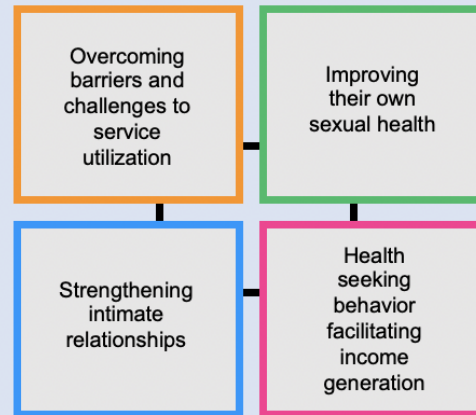 Overcoming
barriers and
challenges to
service
utilization
Improving
their own
sexual health
Strengthening
intimate
relationships
Health
seeking
behavior
facilitating
income
generation